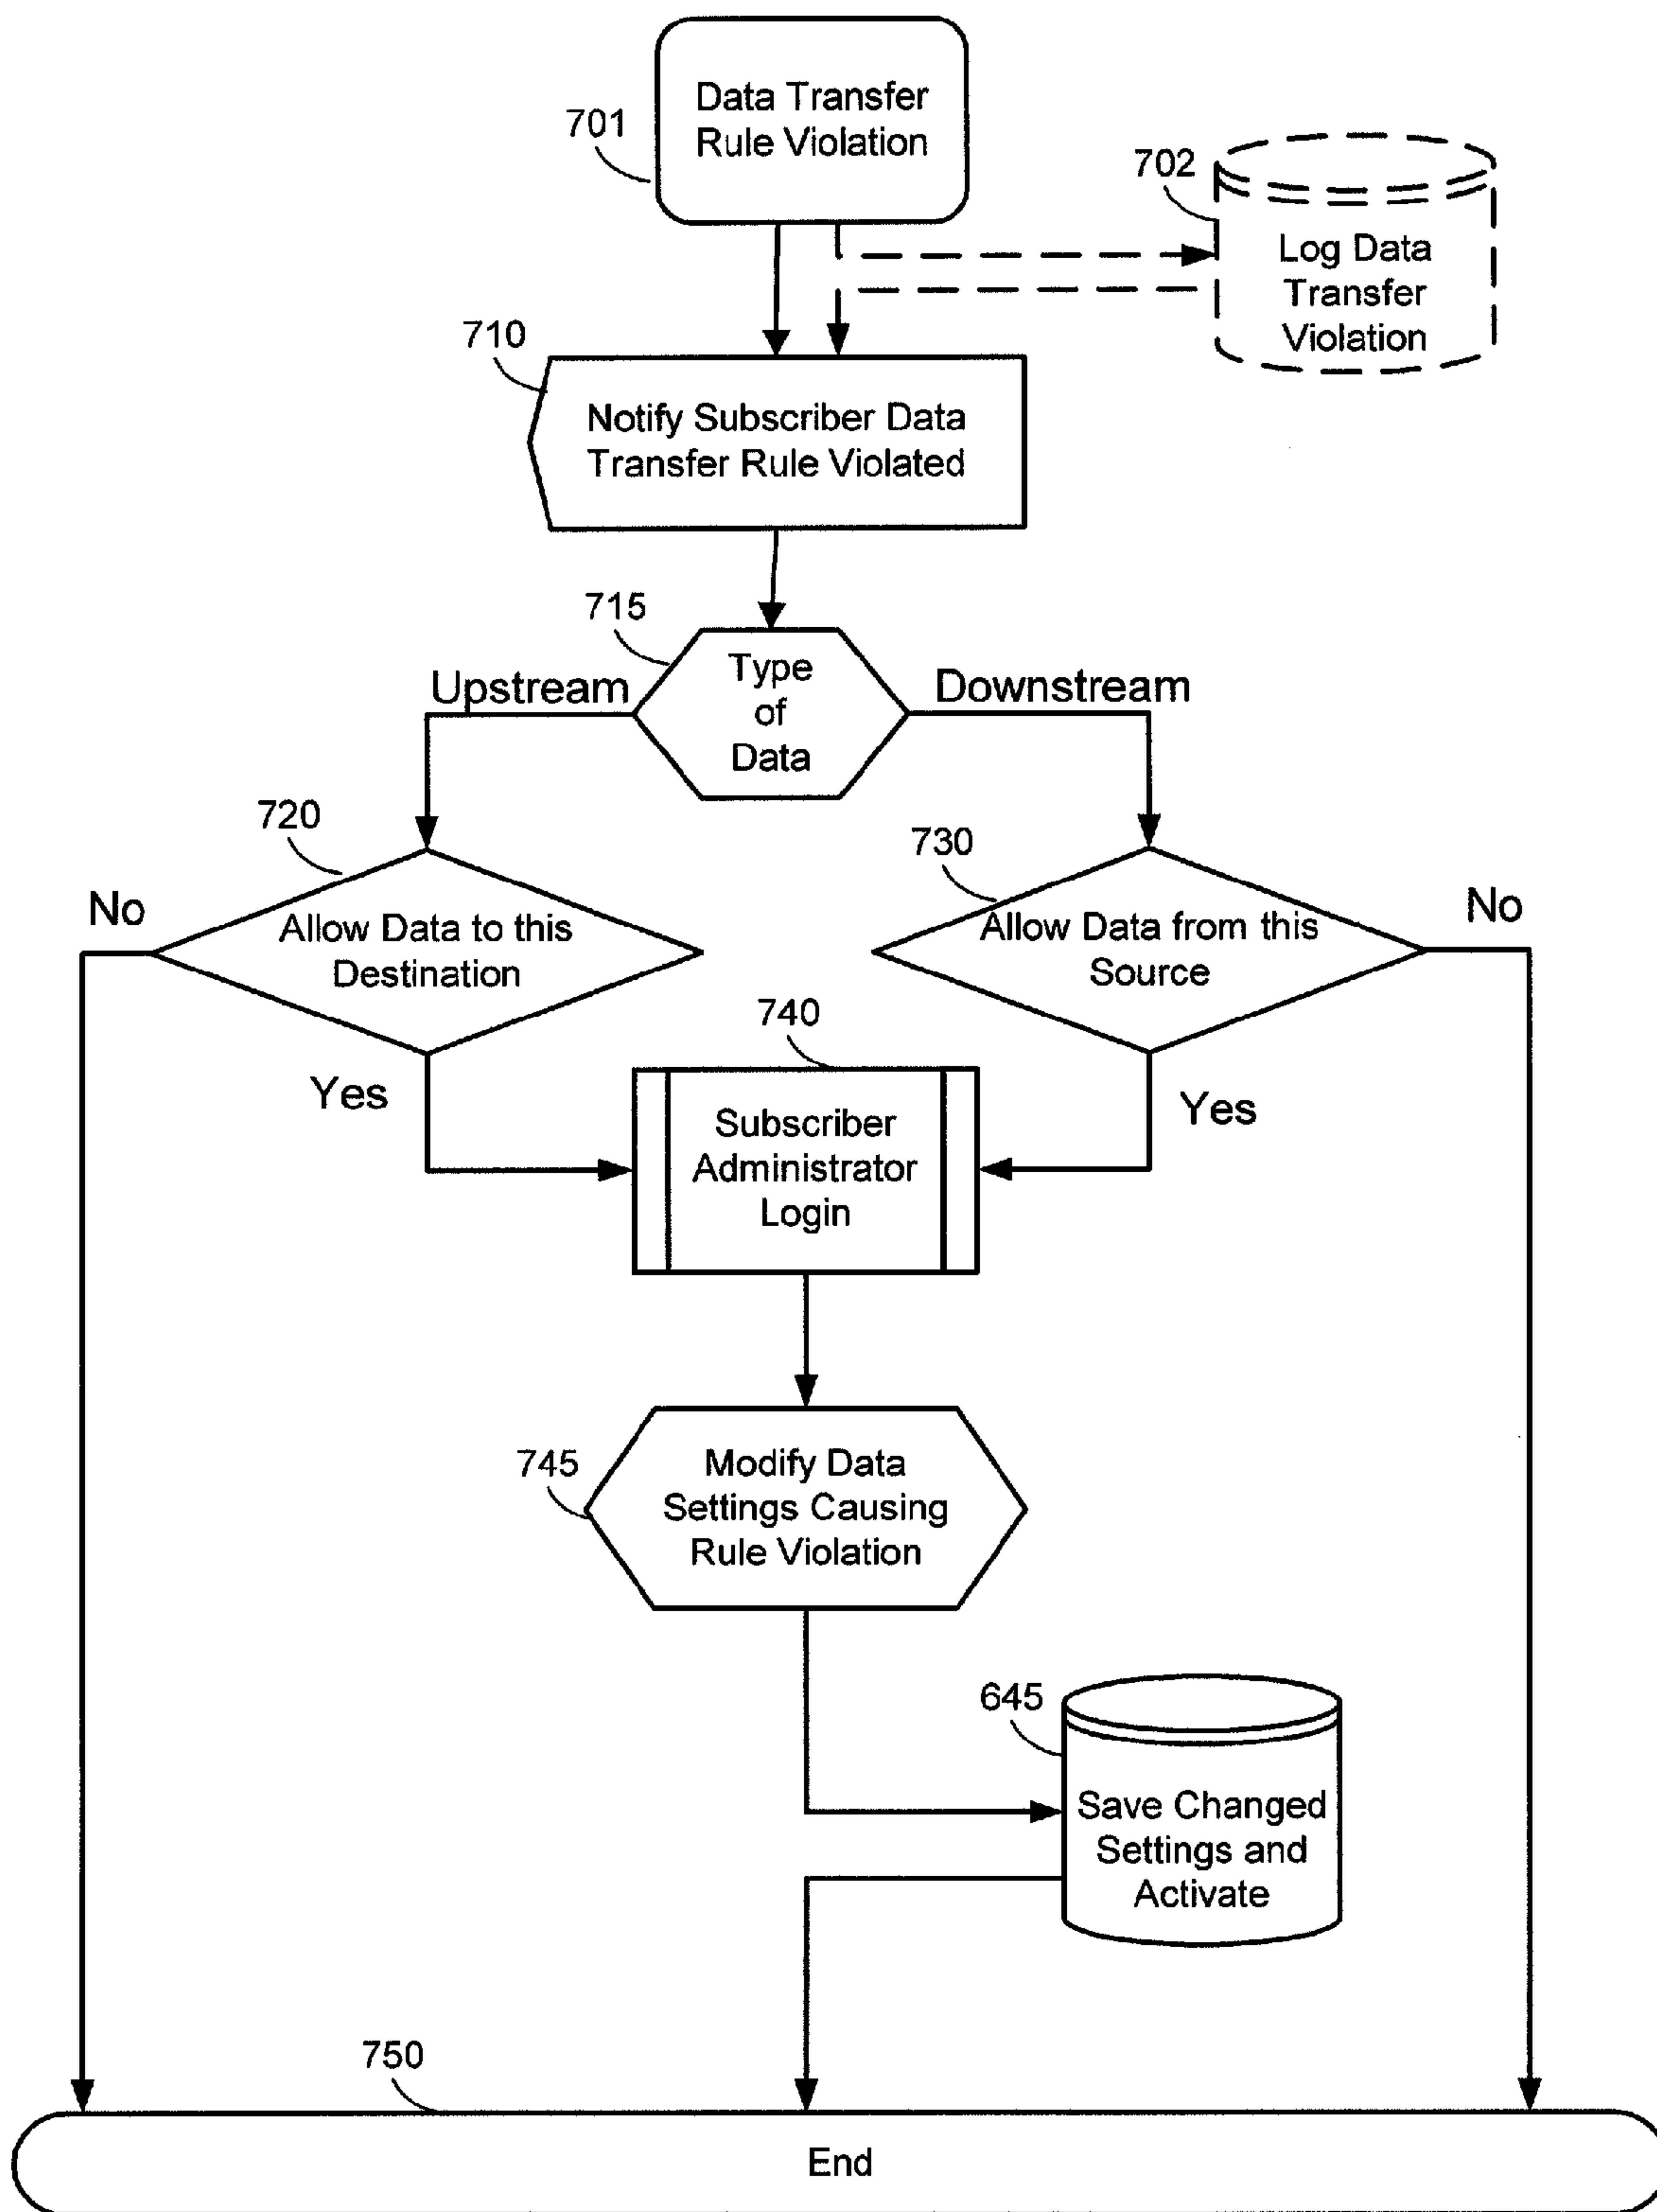 Data Transfer
Rule Violation
701
702
Log Data
Transfer
Violation
710
Notify Subscriber Data
Transfer Rule Violated
715
Type
of
Data
Upstream
Downstream
720
730
No
Allow Data to this
Destination
Allow Data from this
Source
No
740
Yes
Subscriber
Administrator
Login
Yes
745
Modify Data
Settings Causing
Rule Violation
645
Save Changed
Settings and
Activate
750
End